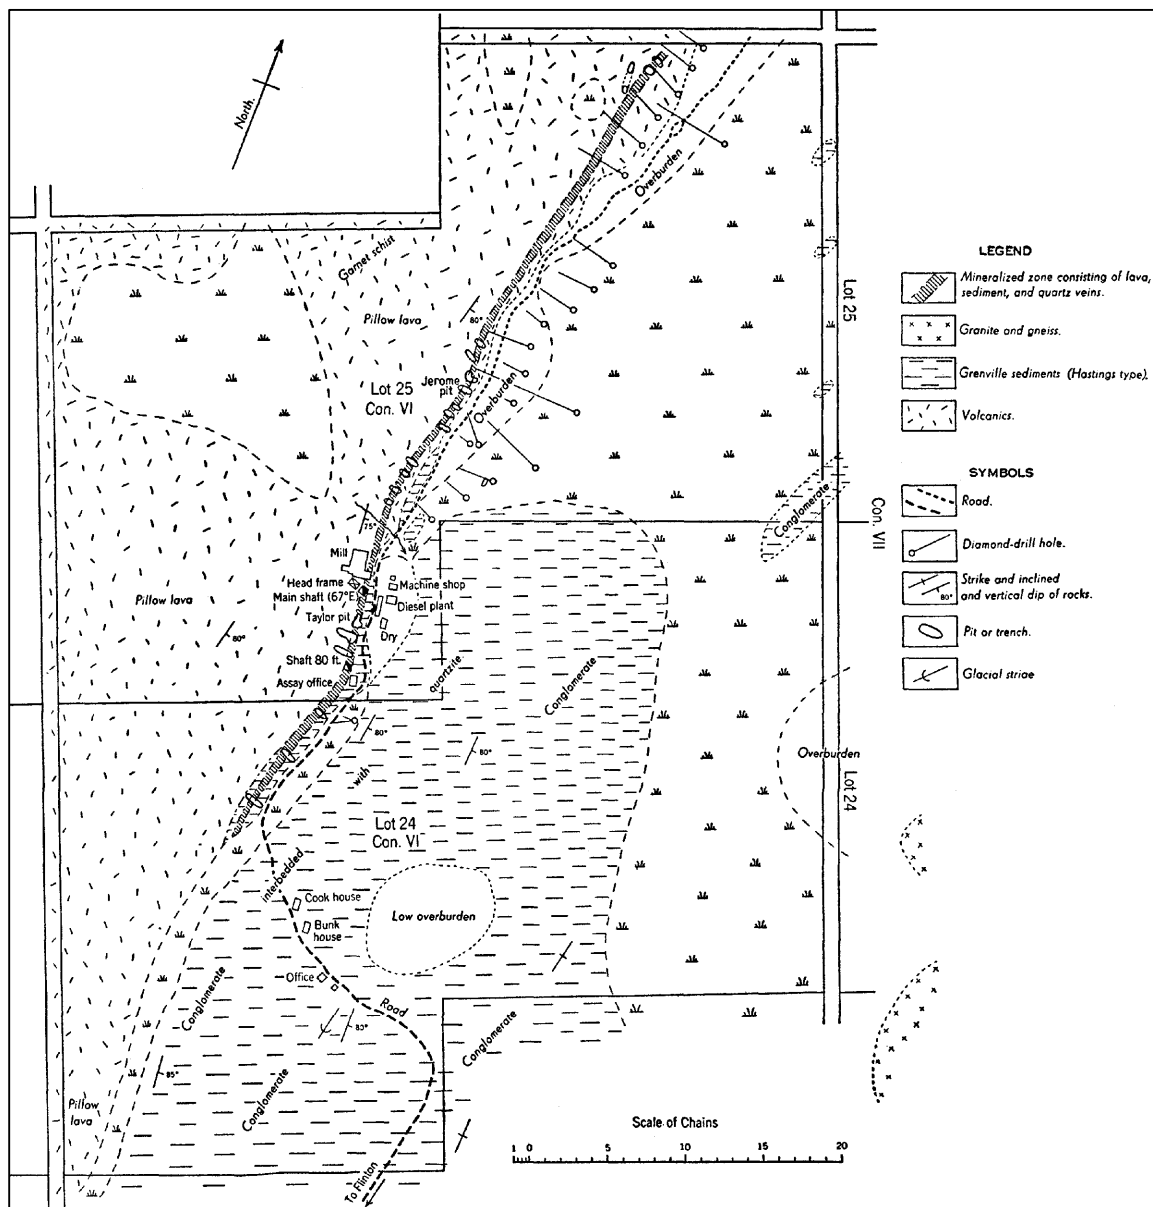 North.
Overburden
Garnet schist
Pillow lava
80°
Lot 25
Jerome
pit
Lot 25
Con. VI
Overburden
Conglomerate
Con. VII
75°
Mill
Head frame
Main shaft (67°E)
Taylor pit
Machine shop
Diesel plant
Dry
Pillow lava
80°
Shaft 80 ft.
Assay office
quartzite
Conglomerate
80°
80°
with
Overburden
Lot 24
Lot 24
Con. VI
interbedded
Cook house
Bunk
house
Low overburden
Office
Conglomerate
Road
80°
Conglomerate
Conglomerate
85°
Pillow
lava
To Flinton
LEGEND
Mineralized zone consisting of lava,
sediment, and quartz veins.
Granite and gneiss.
Grenville sediments (Hastings type).
Volcanics.
SYMBOLS
Road.
Diamond-drill hole.
80°
Strike and inclined
and vertical dip of rocks.
Pit or trench.
Glacial striae
Scale of Chains
1 0 5 10 15 20